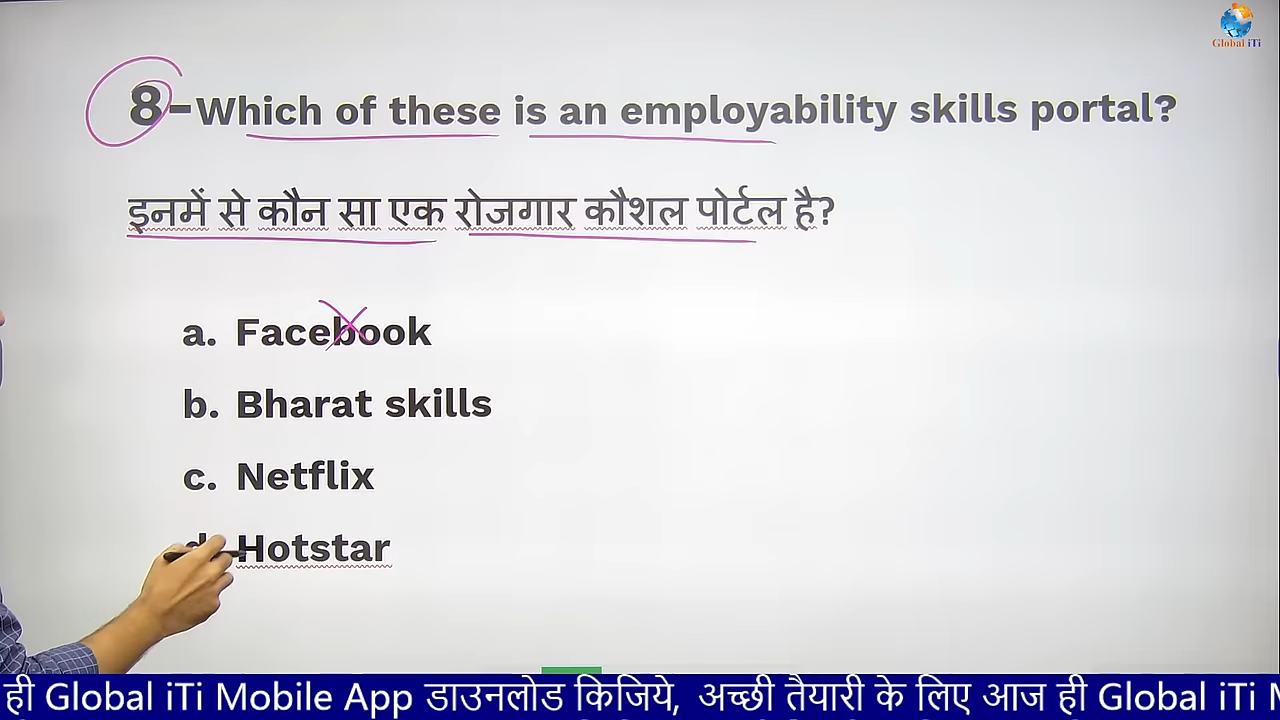 Global iTi
8-Which of these is an employability skills portal?
इनमें से कौन सा एक रोजगार कौशल पोर्टल है?
a. Facebook
b. Bharat skills
c. Netflix
d. Hotstar
ही Global iTi Mobile App डाउनलोड किजिये, अच्छी तैयारी के लिए आज ही Global iTi M